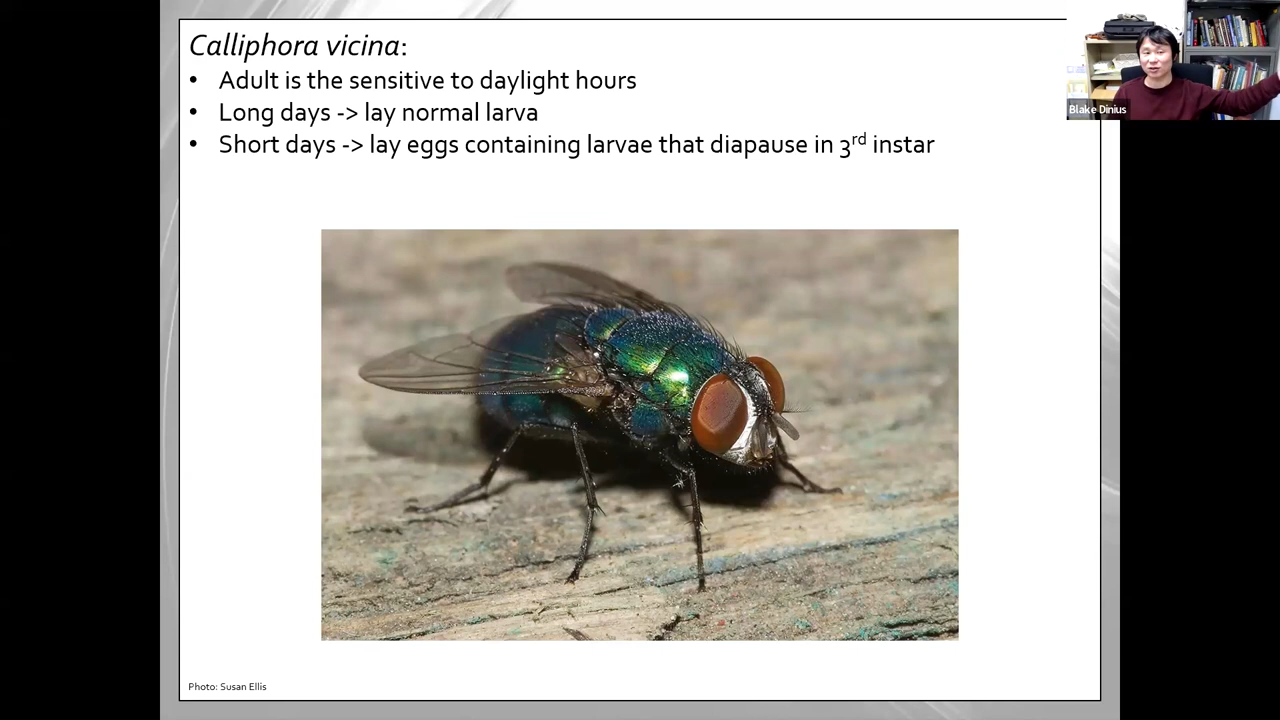 Calliphora vicina:
• Adult is the sensitive to daylight hours
• Long days -> lay normal larva
• Short days -> lay eggs containing larvae that diapause in 3rd instar
Blake Dinius
Photo: Susan Ellis